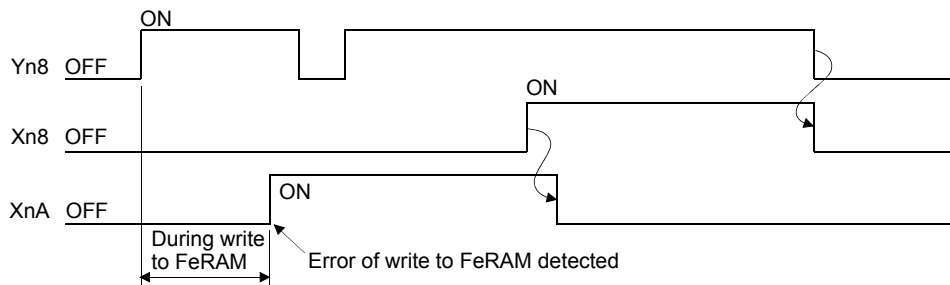 ON
Yn8 OFF
ON
Xn8 OFF
ON
XnA OFF
During write
to FeRAM
Error of write to FeRAM detected